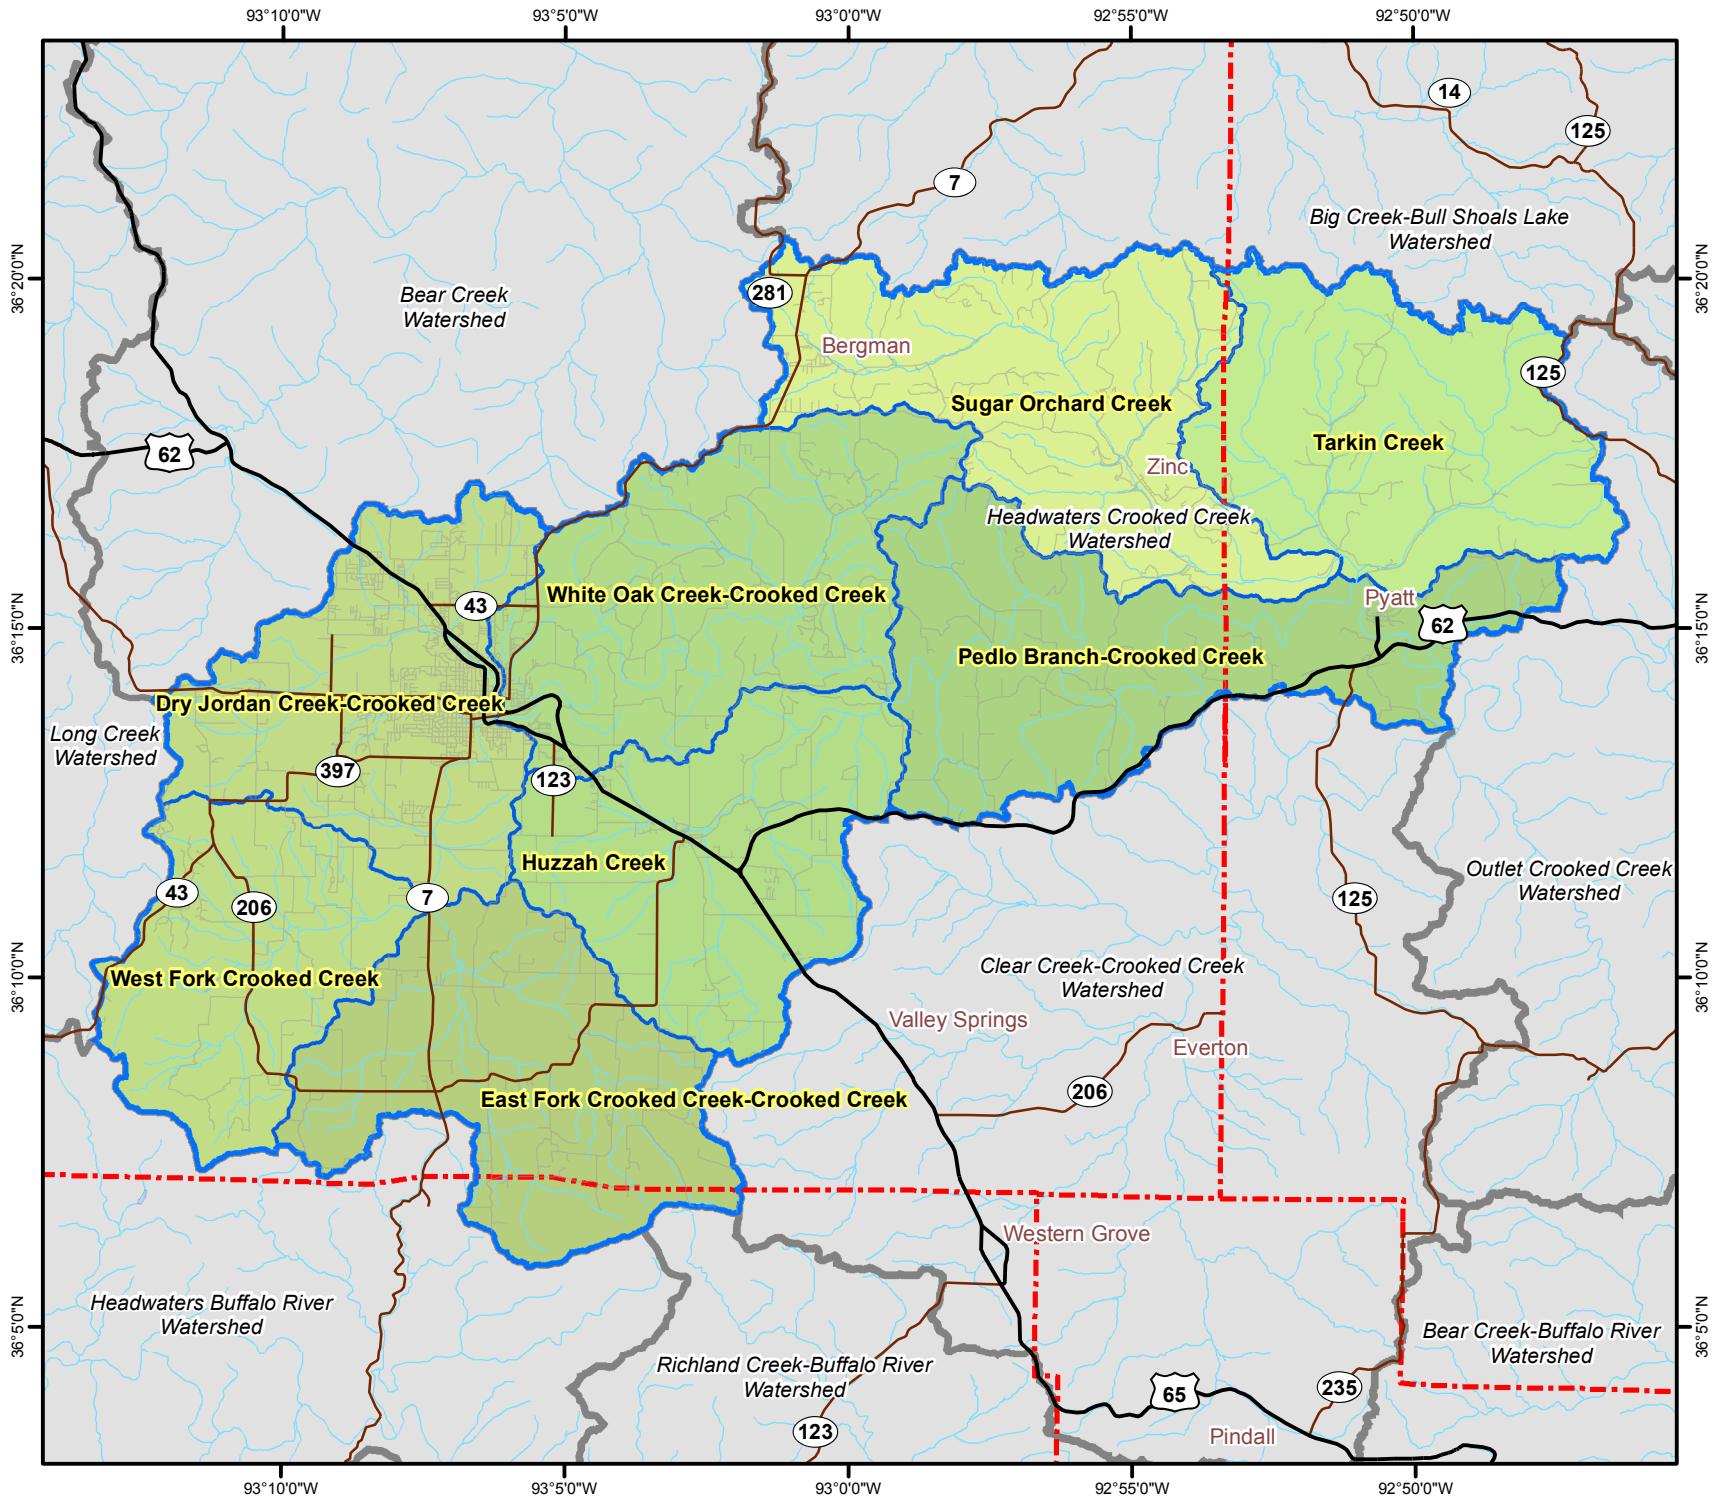 93°10'0"W
93°5'0"W
93°0'0"W
92°55'0"W
92°50'0"W
14
125
7
Big Creek-Bull Shoals Lake
Watershed
36°20'0"N
36°20'0"N
281
Bear Creek
Watershed
Bergman
125
Sugar Orchard Creek
Tarkin Creek
62
Zinc
Headwaters Crooked Creek
Watershed
White Oak Creek-Crooked Creek
43
Pyatt
62
36°15'0"N
36°15'0"N
Pedlo Branch-Crooked Creek
Dry Jordan Creek-Crooked Creek
Long Creek
Watershed
397
123
Huzzah Creek
Outlet Crooked Creek
Watershed
43
206
7
125
West Fork Crooked Creek
Clear Creek-Crooked Creek
Watershed
36°10'0"N
36°10'0"N
Valley Springs
Everton
206
East Fork Crooked Creek-Crooked Creek
Western Grove
Headwaters Buffalo River
Watershed
36°5'0"N
36°5'0"N
Bear Creek-Buffalo River
Watershed
Richland Creek-Buffalo River
Watershed
65
235
123
Pindall
93°10'0"W
93°5'0"W
93°0'0"W
92°55'0"W
92°50'0"W